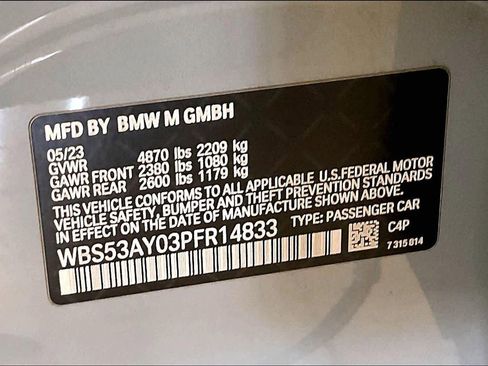 MFD BY BMW M GMBH
05/23
GVWR 4870 lbs 2209 kg
GAWR FRONT 2380 lbs 1080 kg
GAWR REAR 2600 lbs 1179 kg
THIS VEHICLE CONFORMS TO ALL APPLICABLE U.S.FEDERAL MOTOR
VEHICLE SAFETY, BUMPER AND THEFT PREVENTION STANDARDS
IN EFFECT ON THE DATE OF MANUFACTURE SHOWN ABOVE.
WBS53AY03PFR14833 TYPE: PASSENGER CAR
C4P
7 315 814